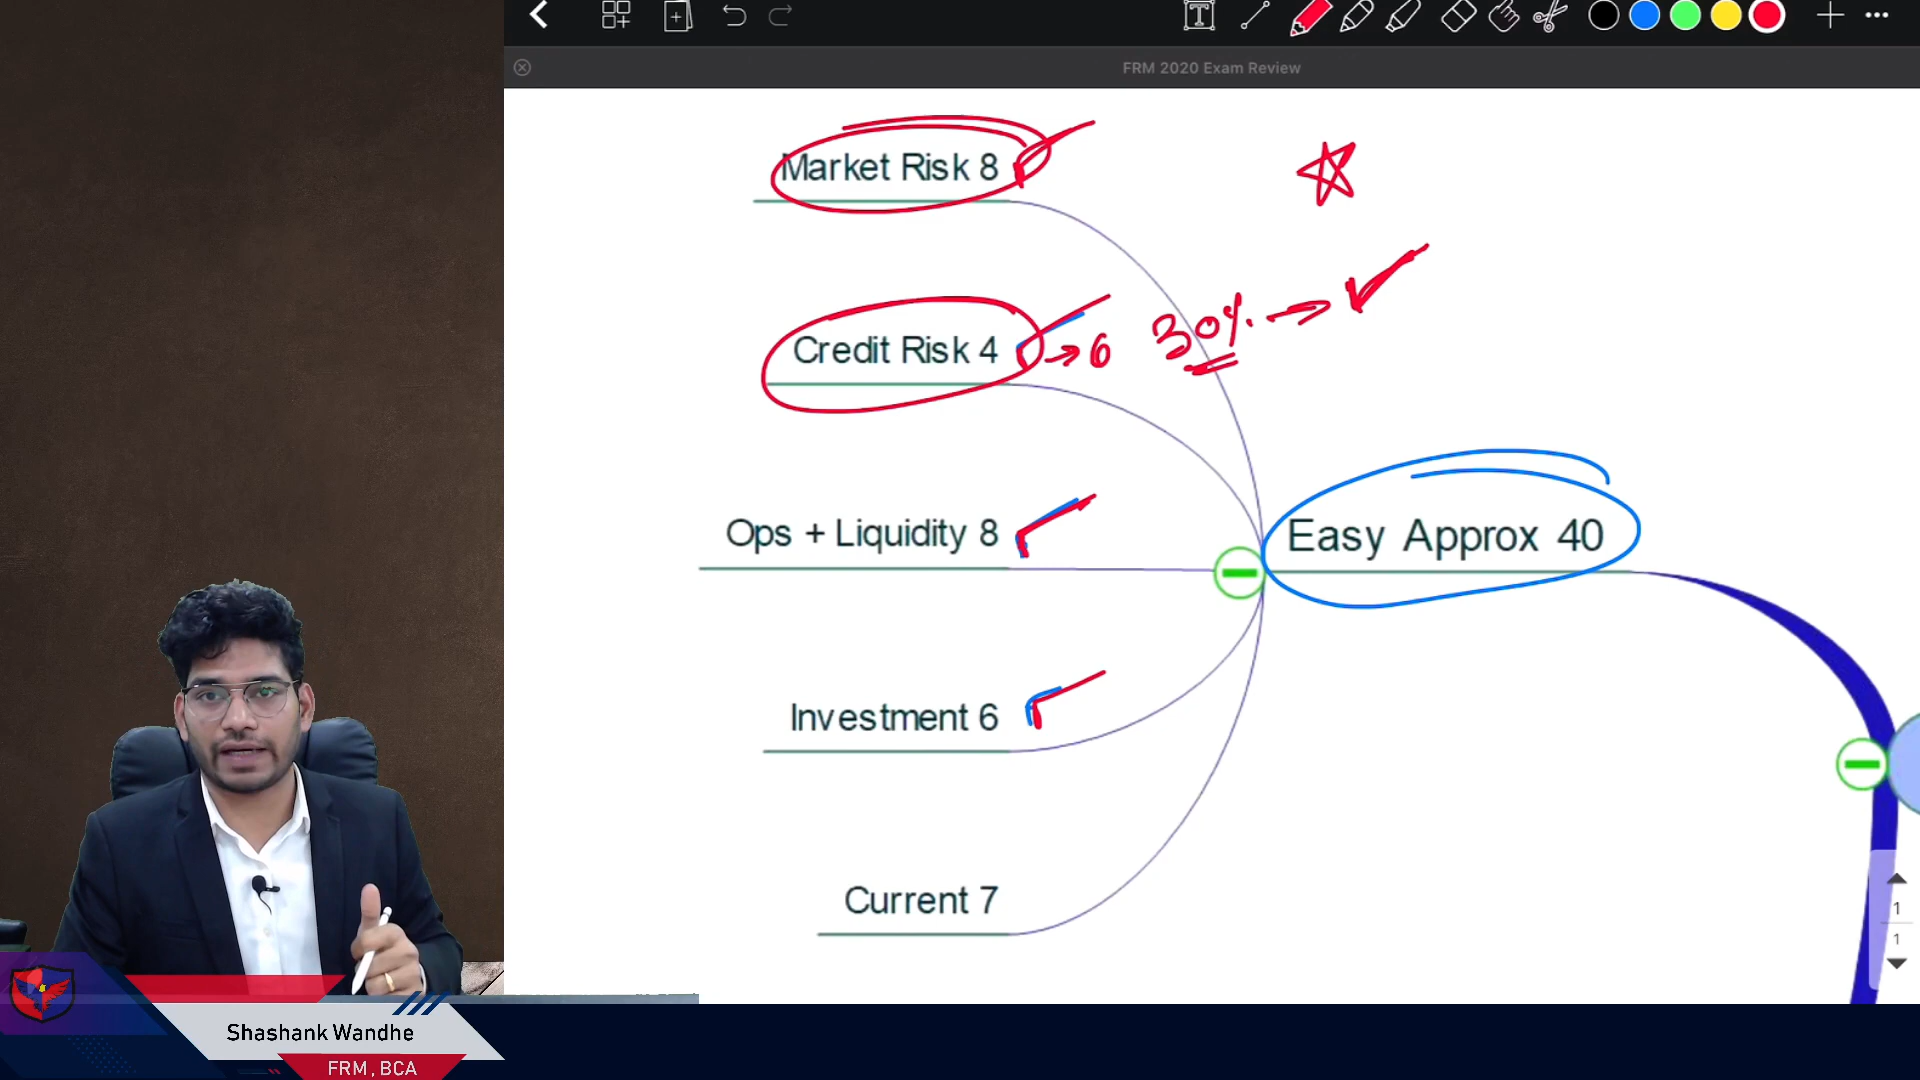 FRM 2020 Exam Review
Market Risk 8
Credit Risk 4
→ 6
30% →
Ops + Liquidity 8
Easy Approx 40
Investment 6
Current 7
1
1
Shashank Wandhe
FRM, BCA